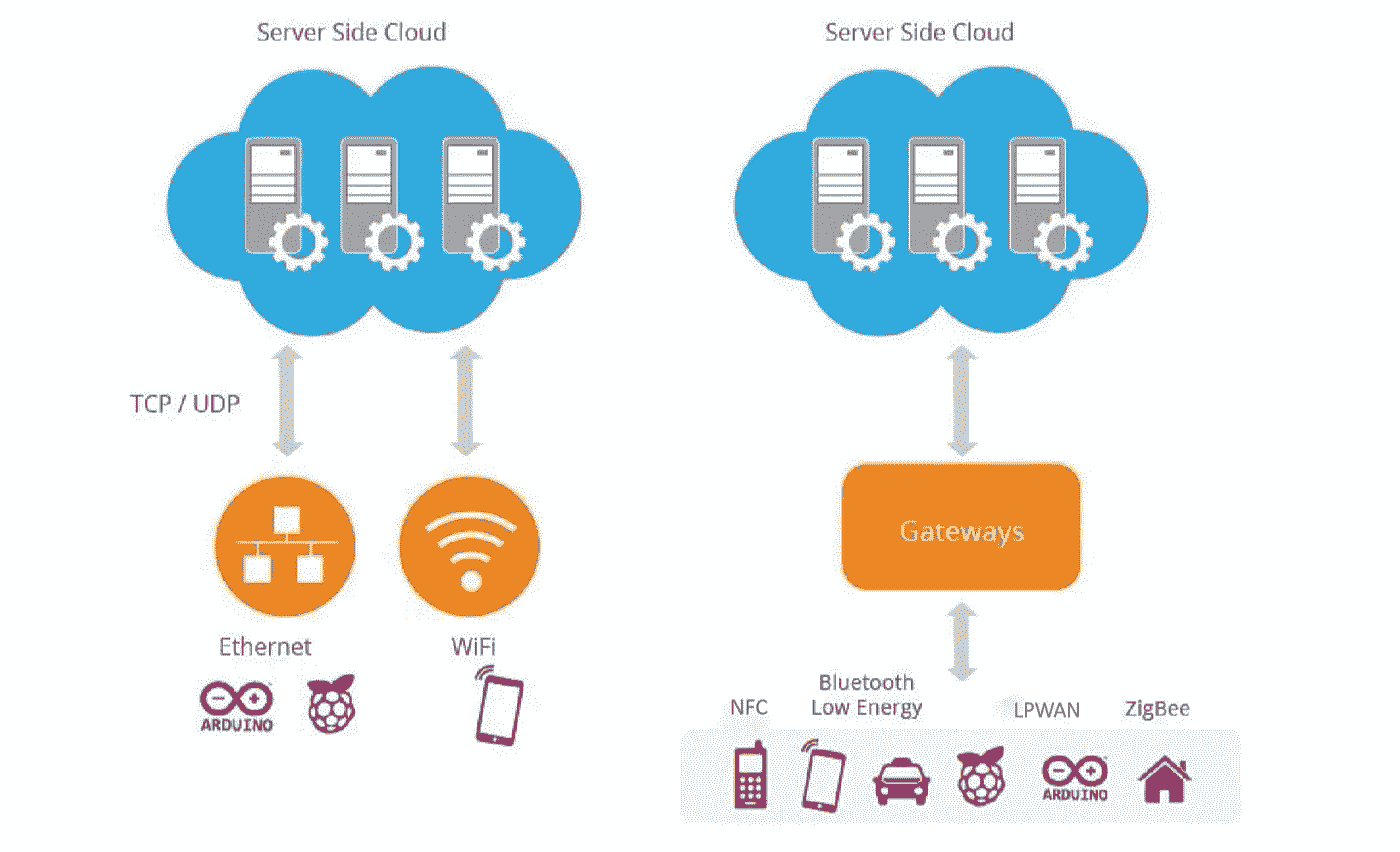 Server Side Cloud
TCP / UDP
Ethernet
WiFi
ARDUINO
Server Side Cloud
Gateways
NFC
Bluetooth
Low Energy
LPWAN
ZigBee
ARDUINO